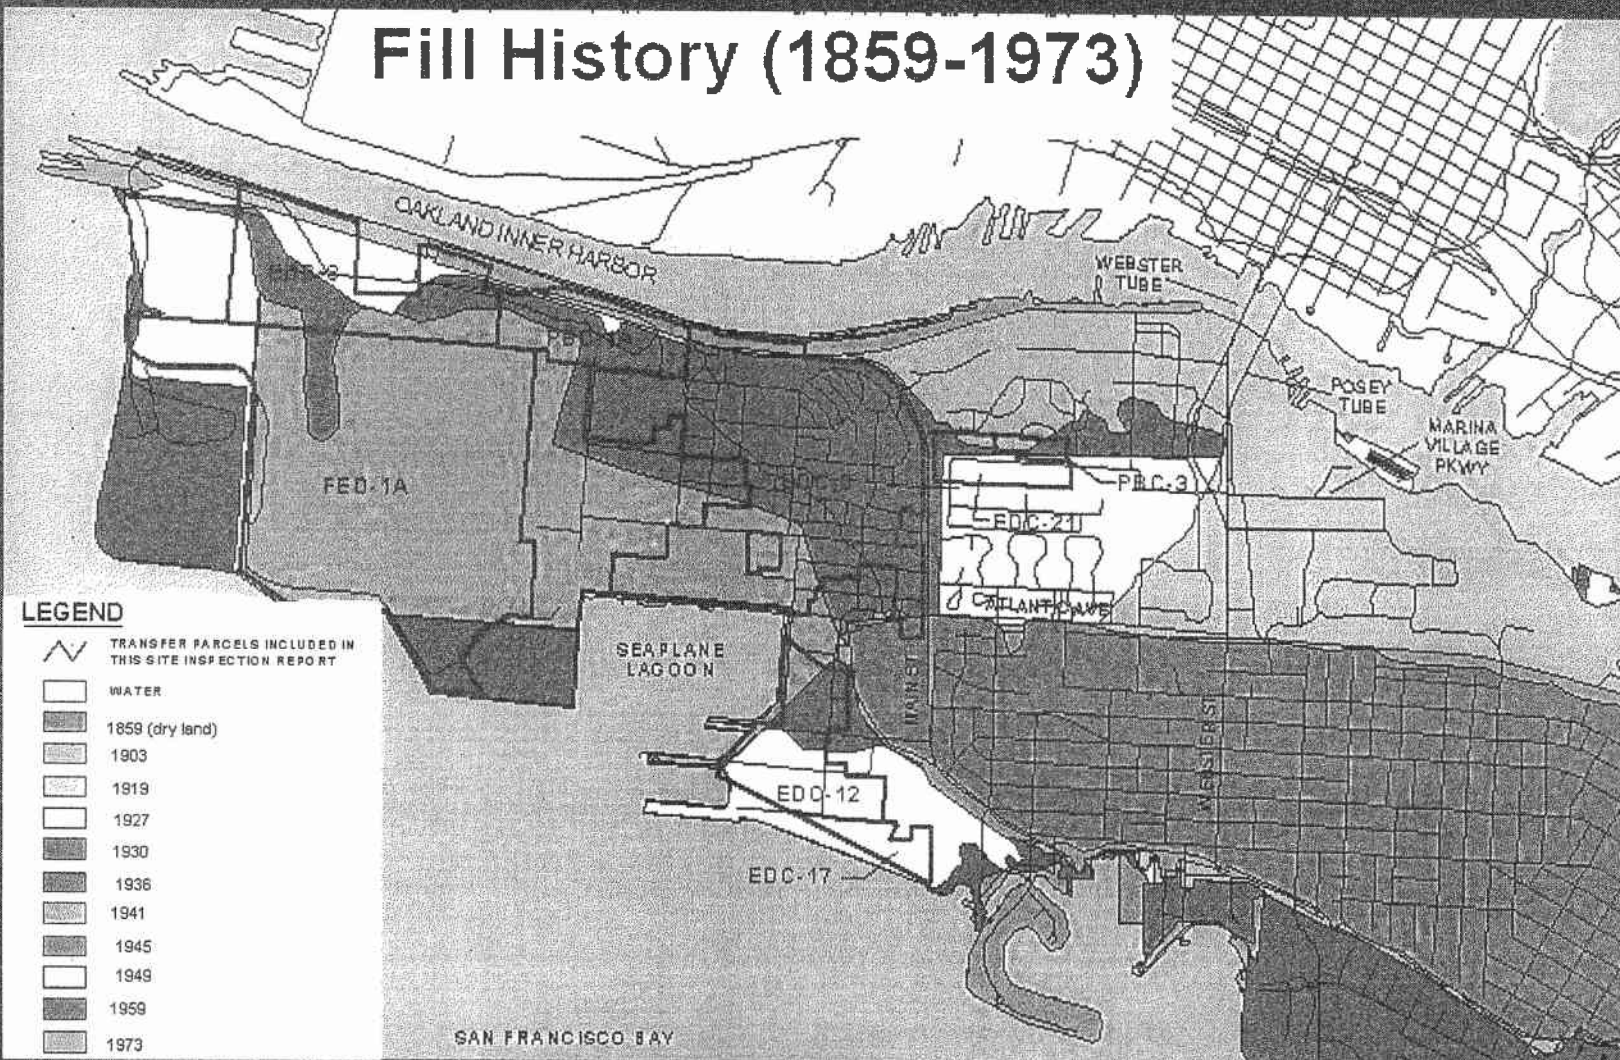 Fill History (1859-1973)
OAKLAND INNER HARBOR
WEBSTER
TUBE
POSEY
TUBE
MARINA
VILLAGE
PKWY
FED-1A
PBC-3
EDC-21
ATLANTIC AVE
SEAPLANE
LAGOON
MAIN ST
WEBSTER ST
EDC-12
EDC-17
SAN FRANCISCO BAY
LEGEND
TRANSFER PARCELS INCLUDED IN
THIS SITE INSPECTION REPORT
WATER
1859 (dry land)
1903
1919
1927
1930
1936
1941
1945
1949
1959
1973